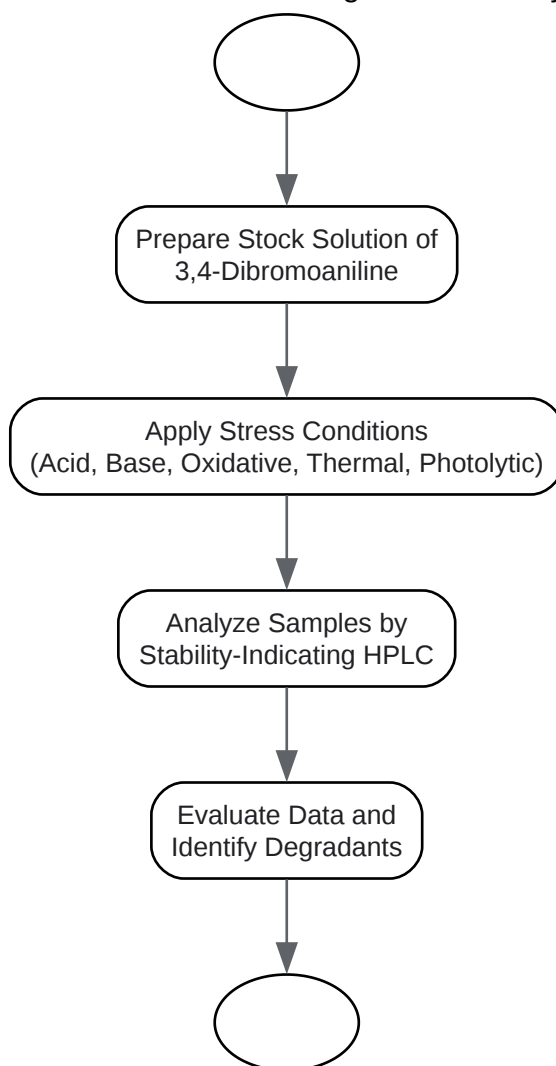 Prepare Stock Solution of
3,4-Dibromoaniline
Apply Stress Conditions
(Acid, Base, Oxidative, Thermal, Photolytic)
Analyze Samples by
Stability-Indicating HPLC
Evaluate Data and
Identify Degradants